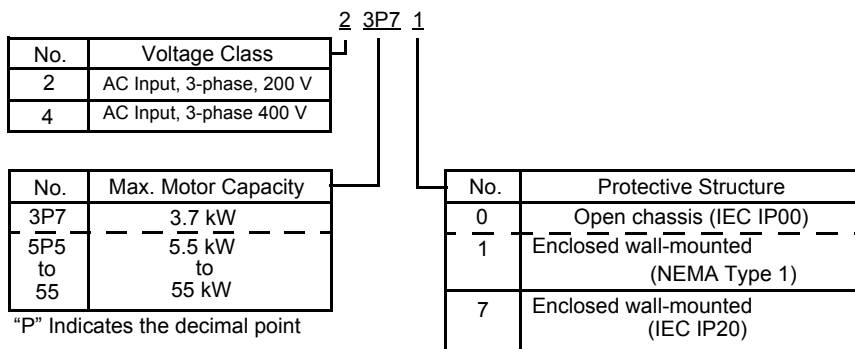 2 3P7 1
No. Voltage Class
2 AC Input, 3-phase, 200 V
4 AC Input, 3-phase 400 V
No. Max. Motor Capacity
3P7 3.7 kW
5P5 5.5 kW
to to
55 55 kW
"P" Indicates the decimal point
No. Protective Structure
0 Open chassis (IEC IP00)
1 Enclosed wall-mounted
(NEMA Type 1)
7 Enclosed wall-mounted
(IEC IP20)